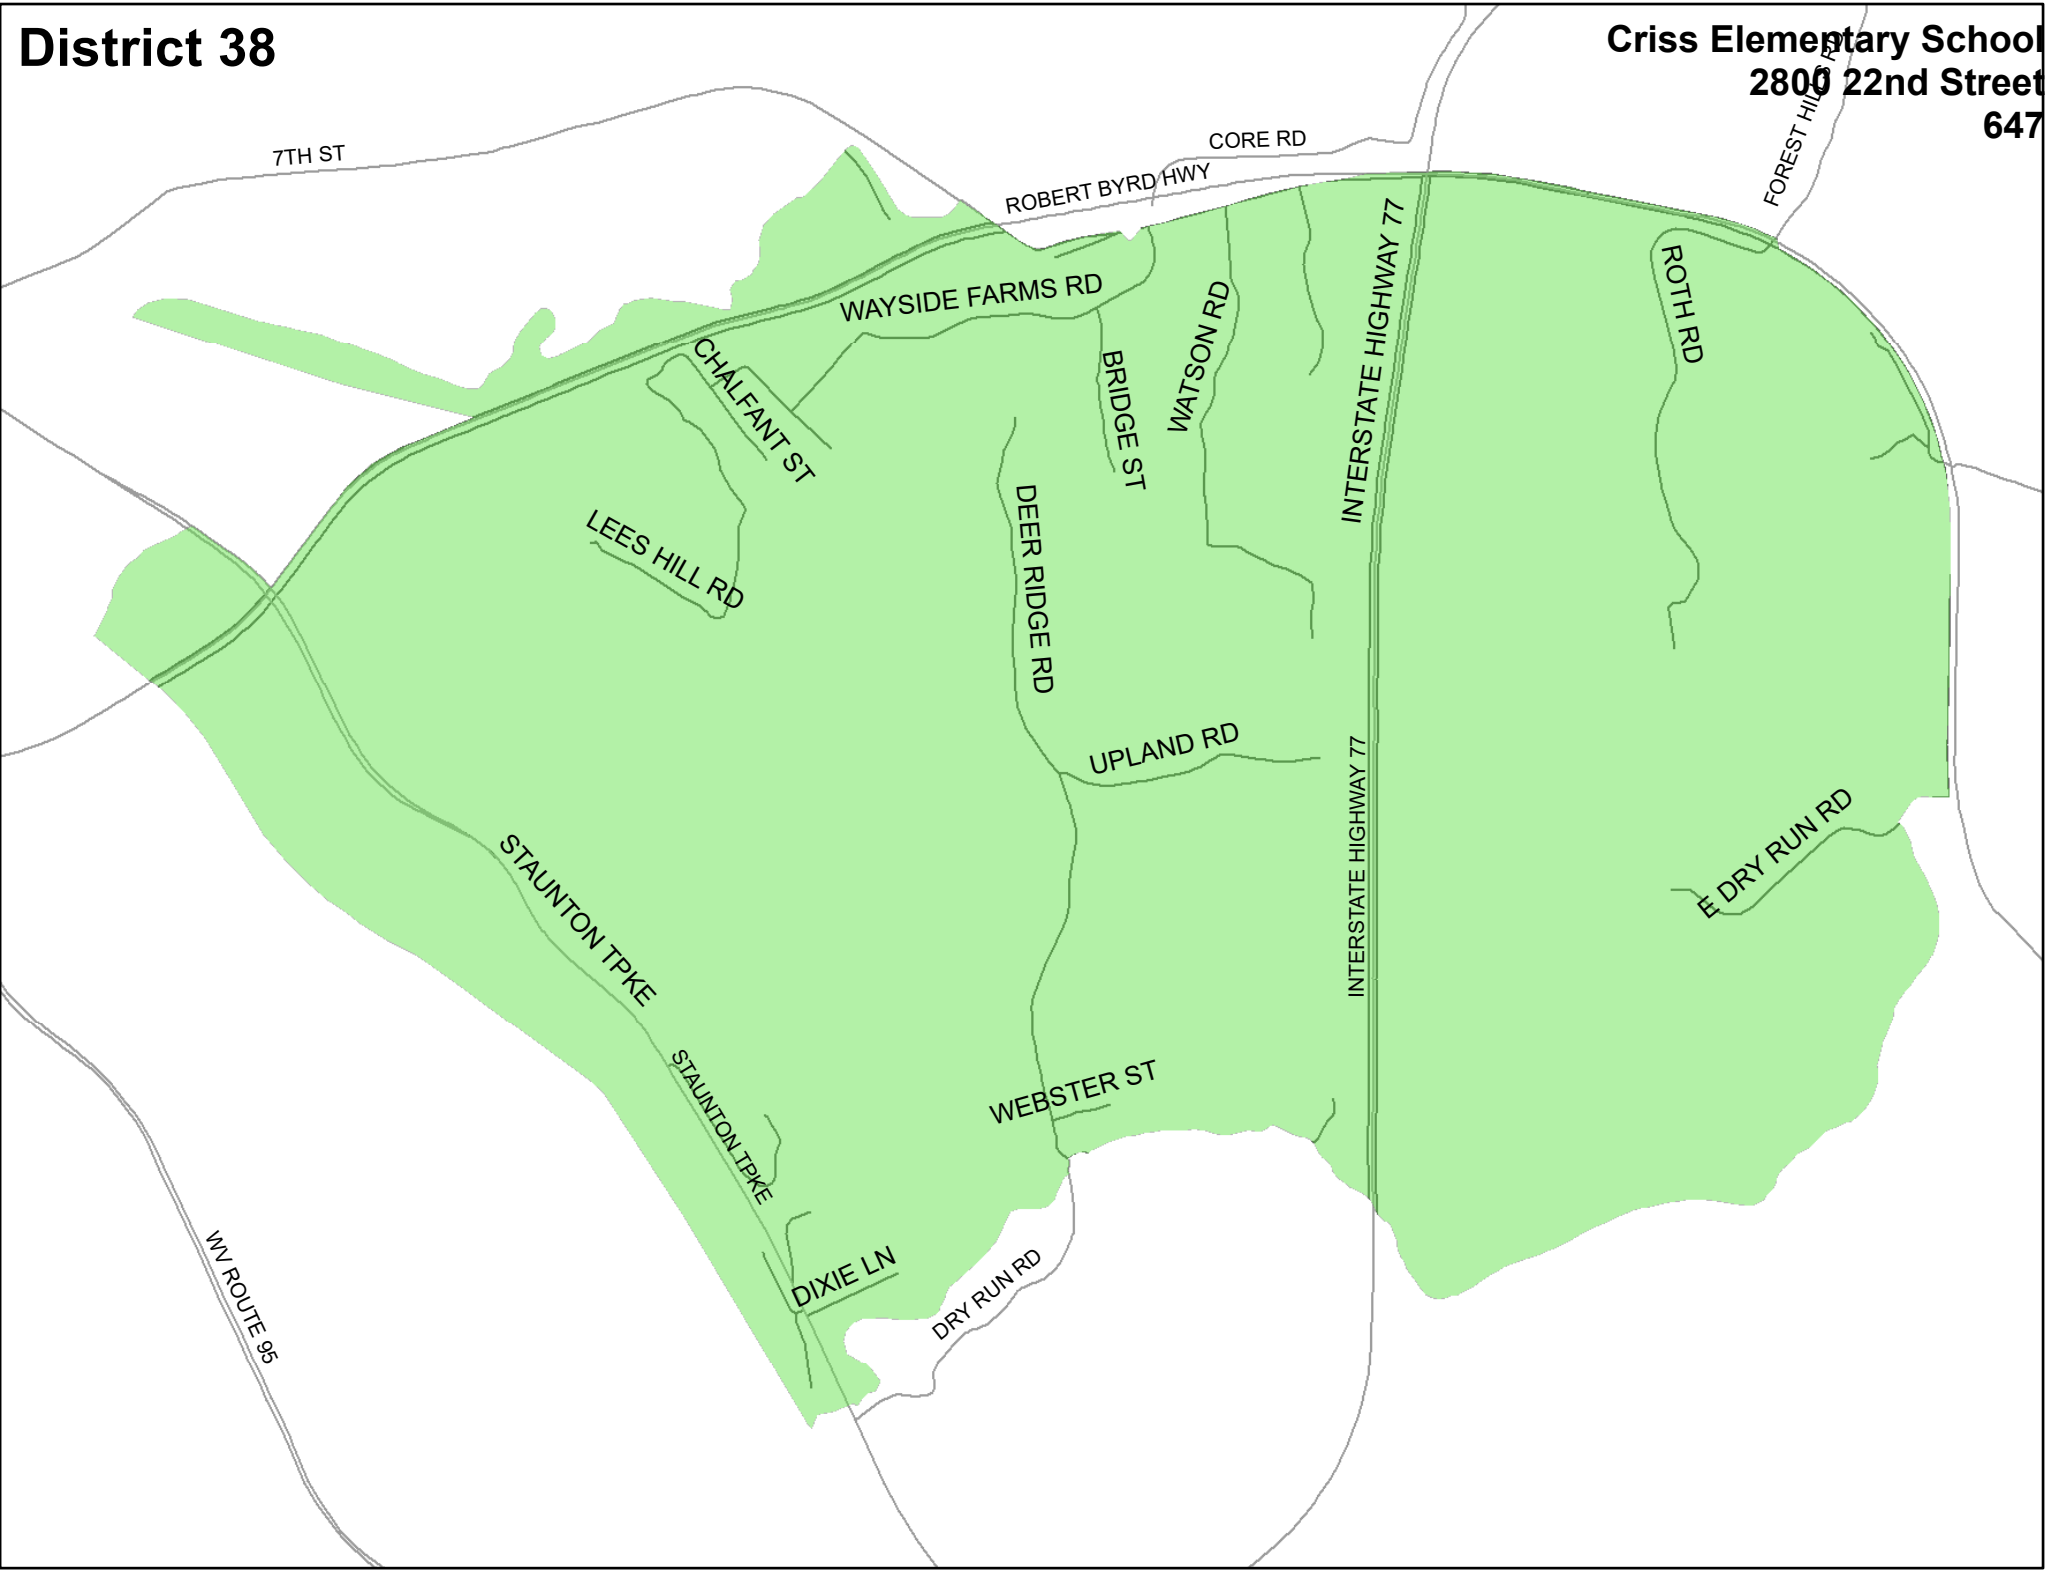 District 38
Criss Elementary School
2800 22nd Street
647
FOREST HILLS RD
7TH ST
CORE RD
ROBERT BYRD HWY
WAYSIDE FARMS RD
CHALFANT ST
LEES HILL RD
BRIDGE ST
WATSON RD
INTERSTATE HIGHWAY 77
ROTH RD
DEER RIDGE RD
UPLAND RD
INTERSTATE HIGHWAY 77
E DRY RUN RD
STAUNTON TPKE
STAUNTON TPKE
WEBSTER ST
DIXIE LN
DRY RUN RD
WV ROUTE 95